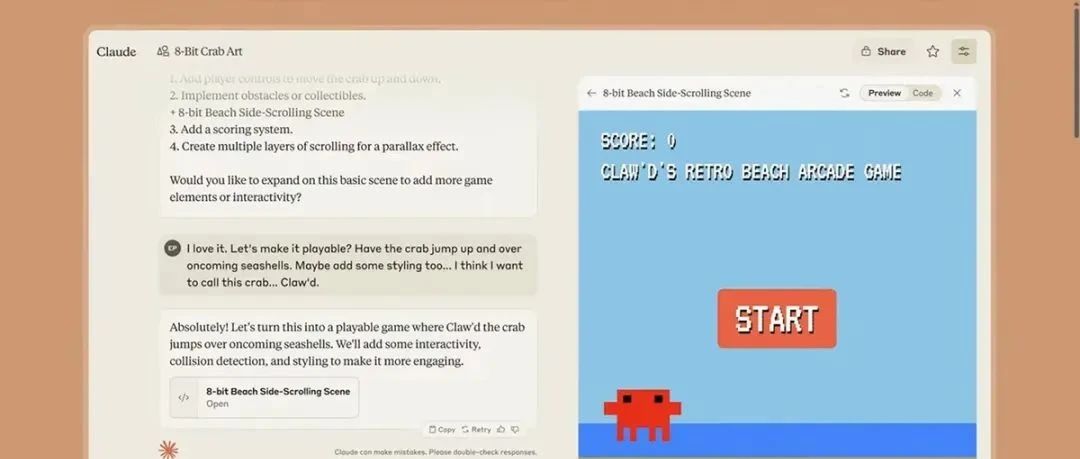 Claude
8-Bit Crab Art
Share
1. Add player controls to move the crab up and down.
2. Implement obstacles or collectibles.
+ 8-bit Beach Side-Scrolling Scene
3. Add a scoring system.
4. Create multiple layers of scrolling for a parallax effect.
Would you like to expand on this basic scene to add more game
elements or interactivity?
EP
I love it. Let's make it playable? Have the crab jump up and over
oncoming seashells. Maybe add some styling too... I think I want
to call this crab... Claw'd.
Absolutely! Let's turn this into a playable game where Claw'd the crab
jumps over oncoming seashells. We'll add some interactivity,
collision detection, and styling to make it more engaging.
</>
8-bit Beach Side-Scrolling Scene
Open
Copy Retry
Claude can make mistakes. Please double-check responses.
8-bit Beach Side-Scrolling Scene
Preview Code
SCORE: 0
CLAW'D'S RETRO BEACH ARCADE GAME
START